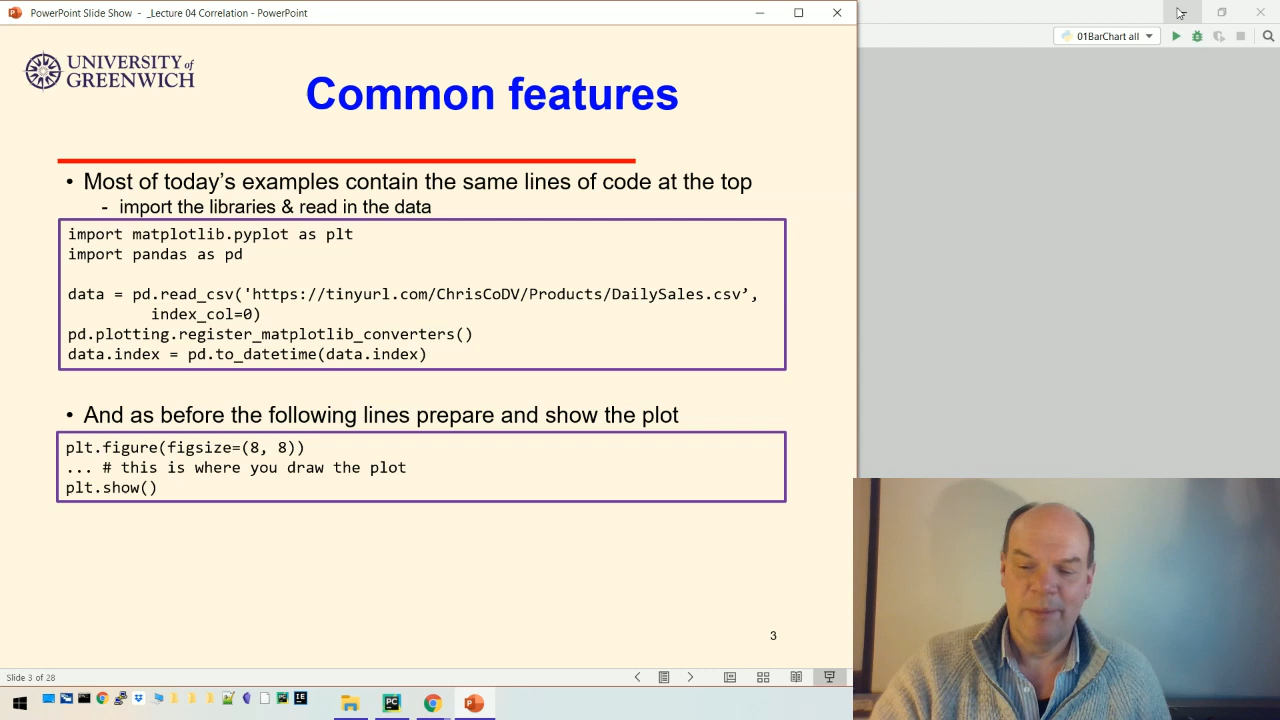 PowerPoint Slide Show - _Lecture 04 Correlation - PowerPoint
01BarChart all
UNIVERSITY of
GREENWICH
Common features
• Most of today's examples contain the same lines of code at the top
- import the libraries & read in the data
import matplotlib.pyplot as plt
import pandas as pd
data = pd.read_csv('https://tinyurl.com/ChrisCoDV/Products/DailySales.csv’,
index_col=0)
pd.plotting.register_matplotlib_converters()
data.index = pd.to_datetime(data.index)
• And as before the following lines prepare and show the plot
plt.figure(figsize=(8, 8))
... # this is where you draw the plot
plt.show()
3
Slide 3 of 28